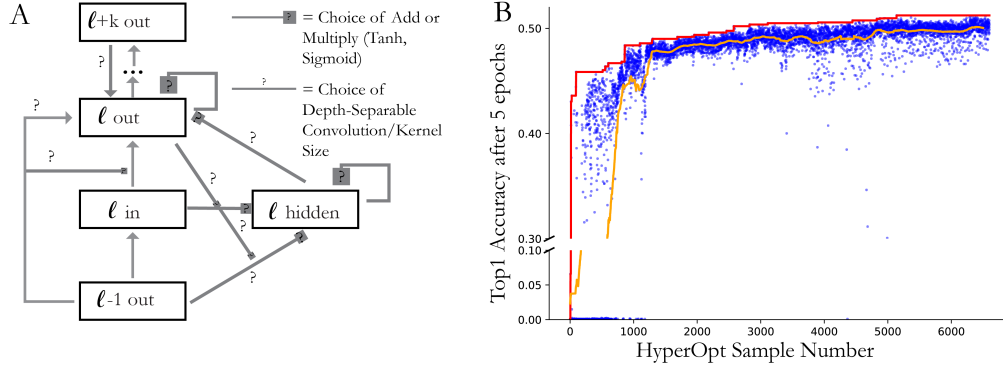 A
ℓ+k out
?
...
?
?
ℓ out
?
?
?
?
?
ℓ in
?
?
?
ℓ hidden
?
?
ℓ-1 out
?
= Choice of Add or
Multiply (Tanh,
Sigmoid)
?
= Choice of
Depth-Separable
Convolution/Kernel
Size
B
Top1 Accuracy after 5 epochs
0.50
0.40
0.30
0.10
0.00
0
1000
2000
3000
4000
5000
6000
HyperOpt Sample Number